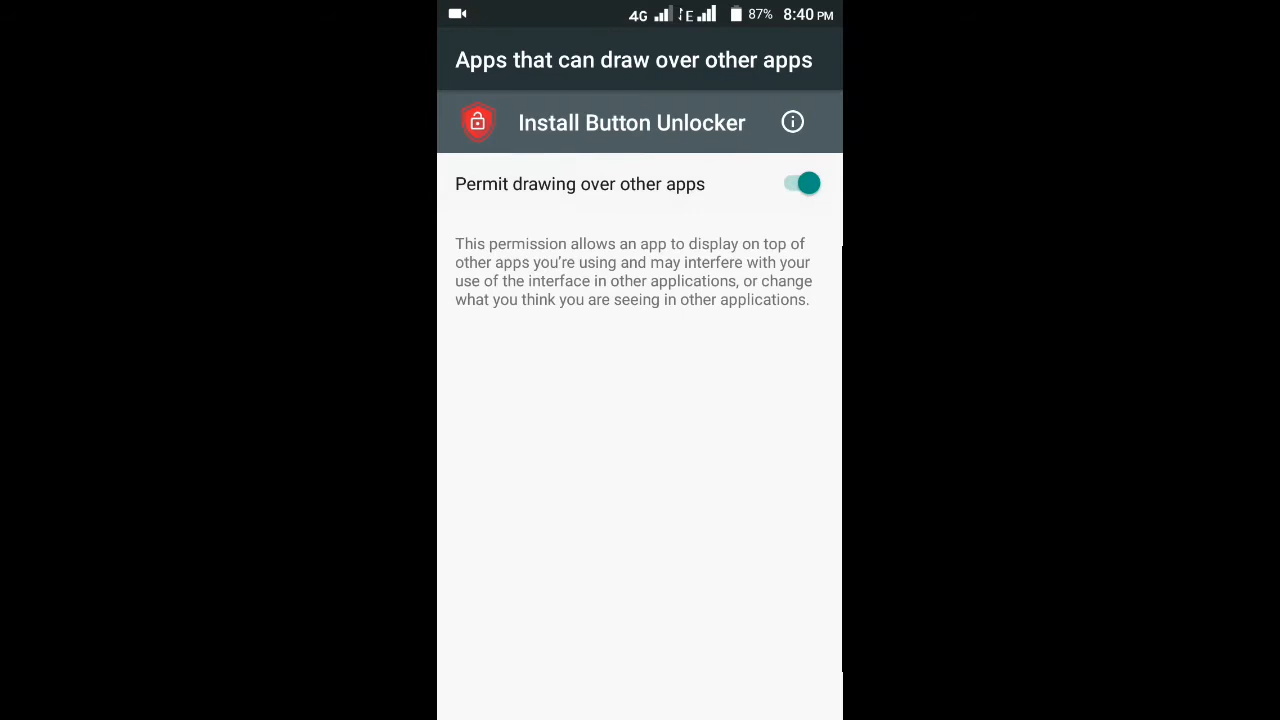 4G E 87% 8:40 PM
Apps that can draw over other apps
Install Button Unlocker
Permit drawing over other apps
This permission allows an app to display on top of
other apps you're using and may interfere with your
use of the interface in other applications, or change
what you think you are seeing in other applications.